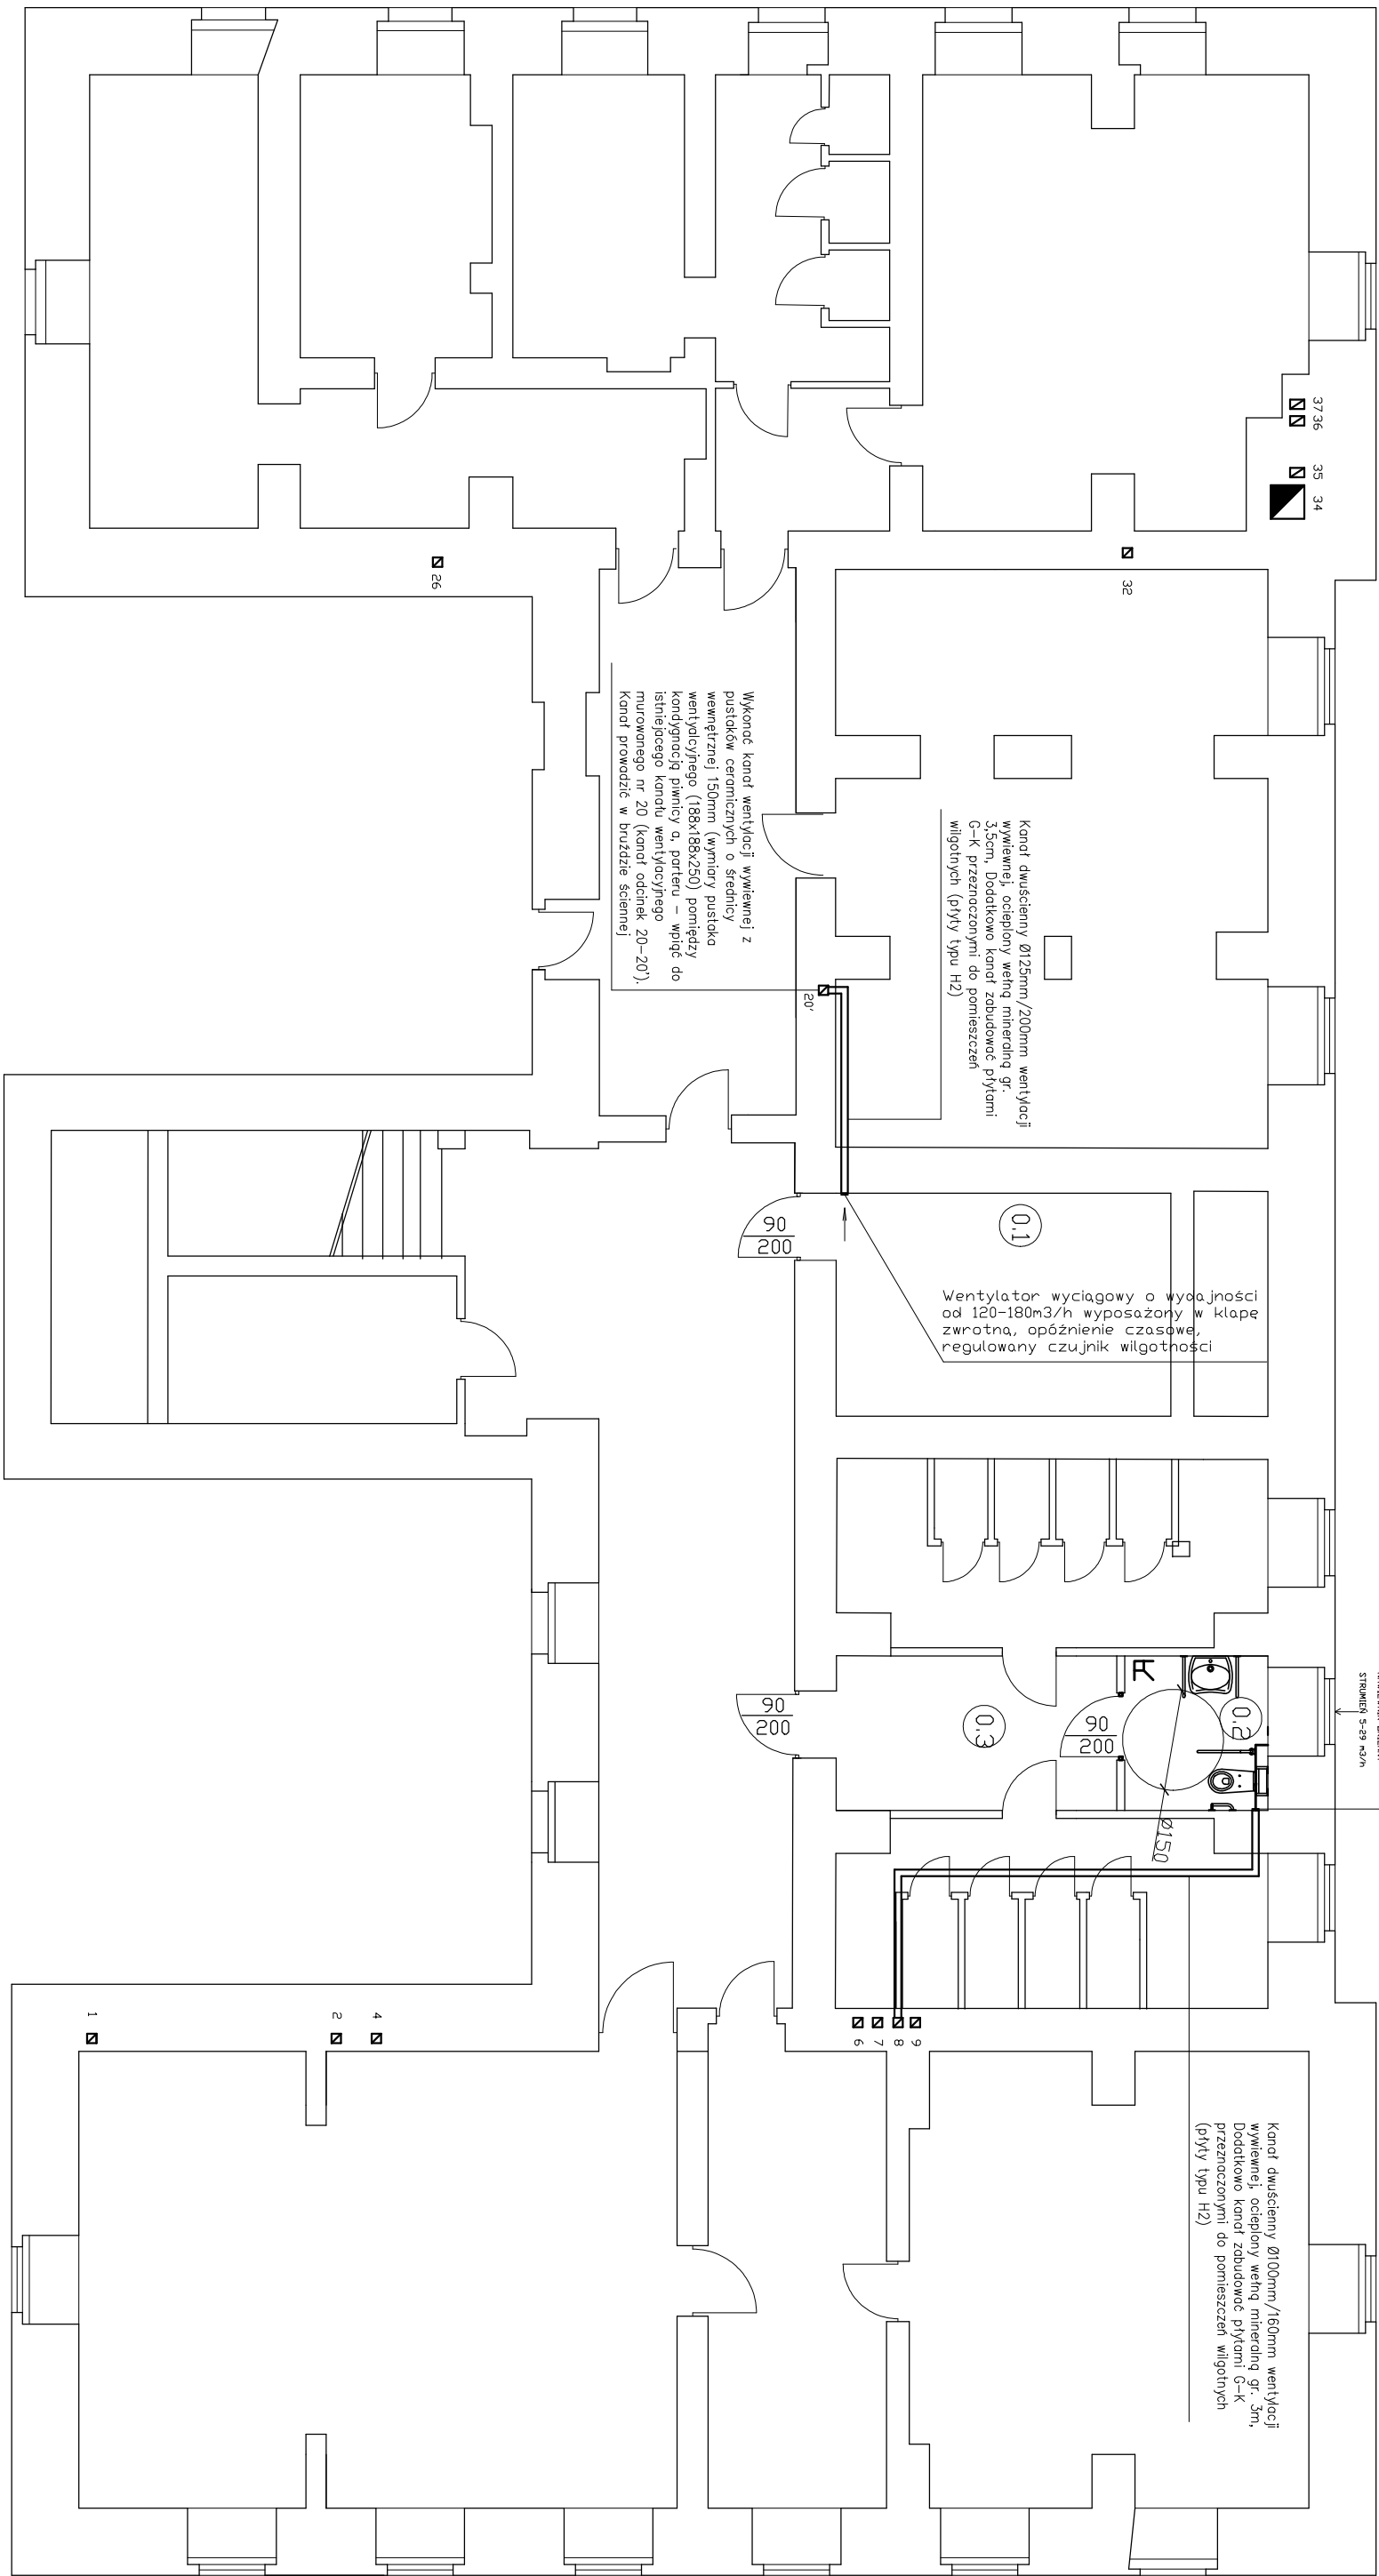 37
36
35
34
32
26
Kanał dwuścienny Ø125mm/200mm wentylacji
wywiewnej, ocieplony wełną mineralną gr.
3,5cm, Dodatkowo kanał zabudować płytami
G-K przeznaczonymi do pomieszczeń
wilgotnych (płyty typu H2)
Wykonać kanał wentylacji wywiewnej z
pustaków ceramicznych o średnicy
wewnętrznej 150mm (wymiary pustaka
wentyalcyjnego (188x188x250) pomiędzy
kondygnacją piwnicy a, parteru - wpiąć do
istniejacego kanału wentylacyjnego
murowanego nr 20 (kanał odcinek 20-20').
Kanał prowadzić w bruździe ściennej
20'
0.1
90
200
Wentylator wyciągowy o wydajności
od 120-180m3/h wyposażony w klapę
zwrotną, opóźnienie czasowe,
regulowany czujnik wilgotności
STRUMIEŃ 5-29 m3/h
0.2
0.3
90
200
90
200
Ø150
1
2
4
6
7
8
9
Kanał dwuścienny Ø100mm/160mm wentylacji
wywiewnej, ocieplony wełną mineralną gr. 3m,
Dodatkowo kanał zabudować płytami G-K
przeznaczonymi do pomieszczeń wilgotnych
(płyty typu H2)